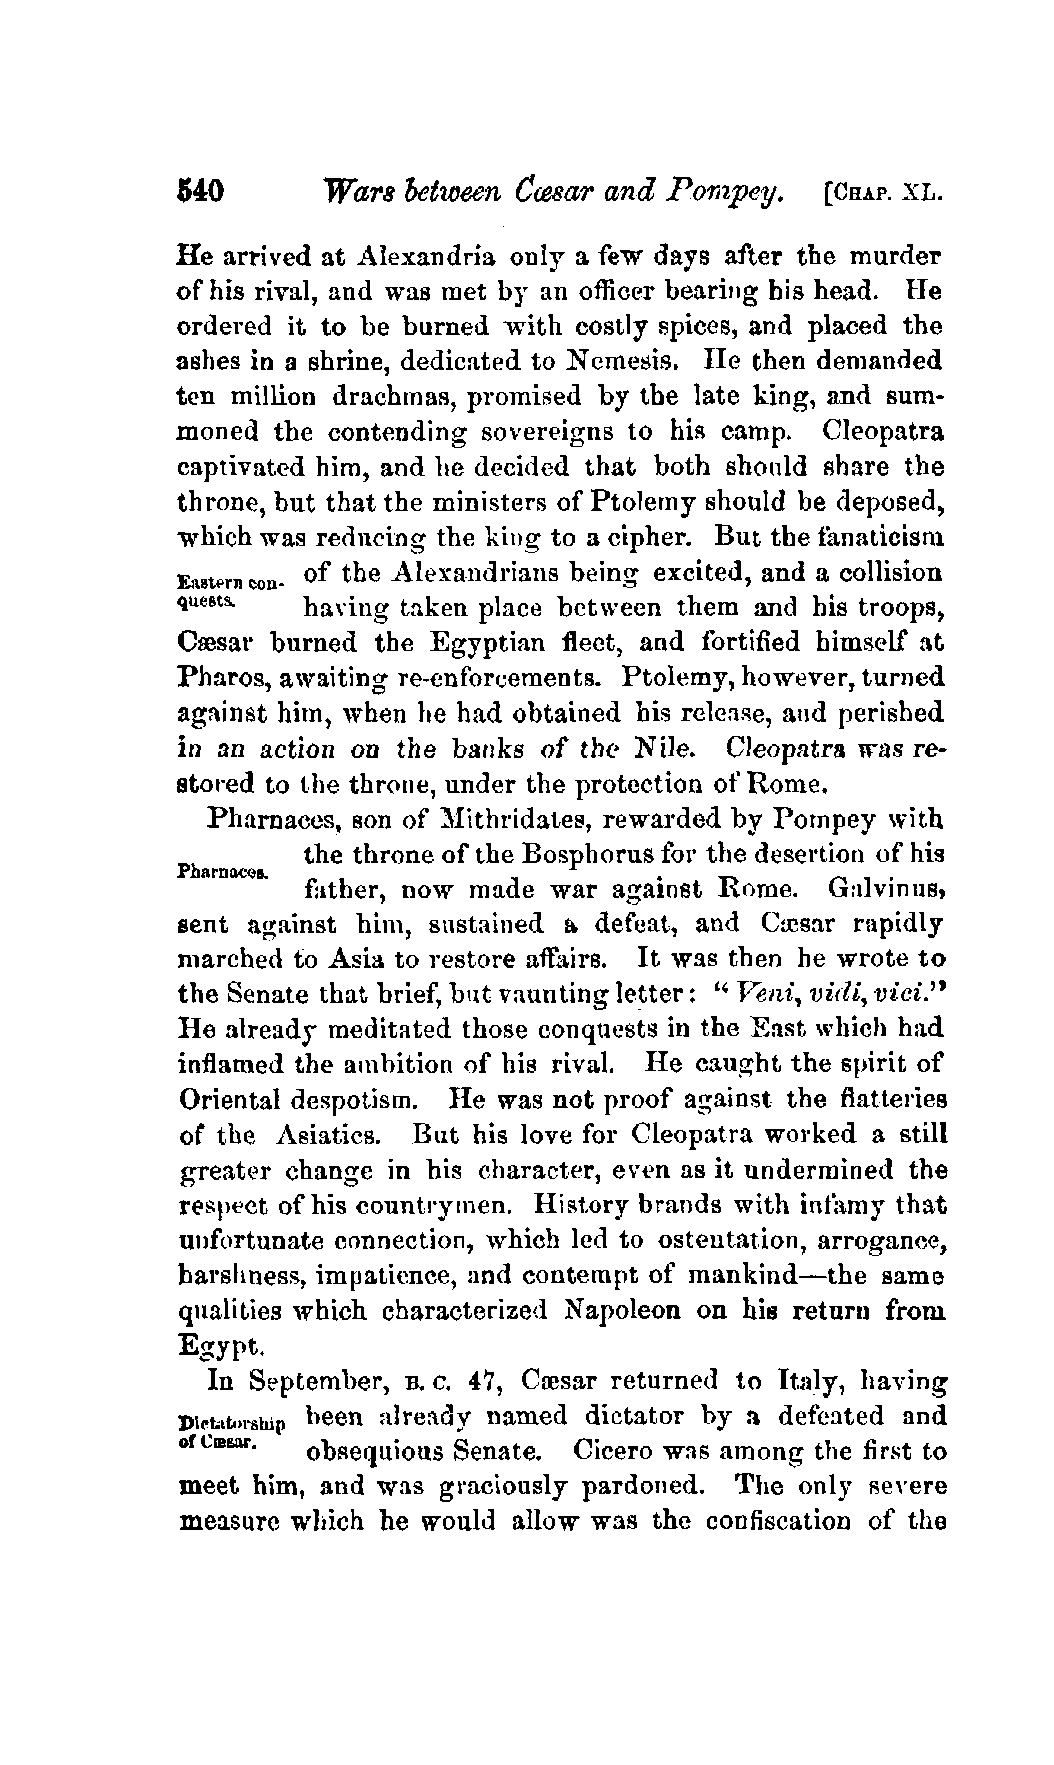 540 Wars between Cæsar and Pompey. [CHAP. XL.
He arrived at Alexandria only a few days after the murder
of his rival, and was met by an officer bearing his head. He
ordered it to be burned with costly spices, and placed the
ashes in a shrine, dedicated to Nemesis. He then demanded
ten million drachmas, promised by the late king, and sum-
moned the contending sovereigns to his camp. Cleopatra
captivated him, and he decided that both should share the
throne, but that the ministers of Ptolemy should be deposed,
which was reducing the king to a cipher. But the fanaticism
Eastern con- of the Alexandrians being excited, and a collision
quests. having taken place between them and his troops,
Cæsar burned the Egyptian fleet, and fortified himself at
Pharos, awaiting re-enforcements. Ptolemy, however, turned
against him, when he had obtained his release, and perished
in an action on the banks of the Nile. Cleopatra was re-
stored to the throne, under the protection of Rome.
Pharnaces, son of Mithridates, rewarded by Pompey with
the throne of the Bosphorus for the desertion of his
Pharnaces.
father, now made war against Rome. Galvinus,
sent against him, sustained a defeat, and Cæsar rapidly
marched to Asia to restore affairs. It was then he wrote to
the Senate that brief, but vaunting letter: "Veni, vidi, vici."
He already meditated those conquests in the East which had
inflamed the ambition of his rival. He caught the spirit of
Oriental despotism. He was not proof against the flatteries
of the Asiatics. But his love for Cleopatra worked a still
greater change in his character, even as it undermined the
respect of his countrymen. History brands with infamy that
unfortunate connection, which led to ostentation, arrogance,
harshness, impatience, and contempt of mankind—the same
qualities which characterized Napoleon on his return from
Egypt.
In September, B. C. 47, Cæsar returned to Italy, having
Dictatorship been already named dictator by a defeated and
of Cæsar. obsequious Senate. Cicero was among the first to
meet him, and was graciously pardoned. The only severe
measure which he would allow was the confiscation of the